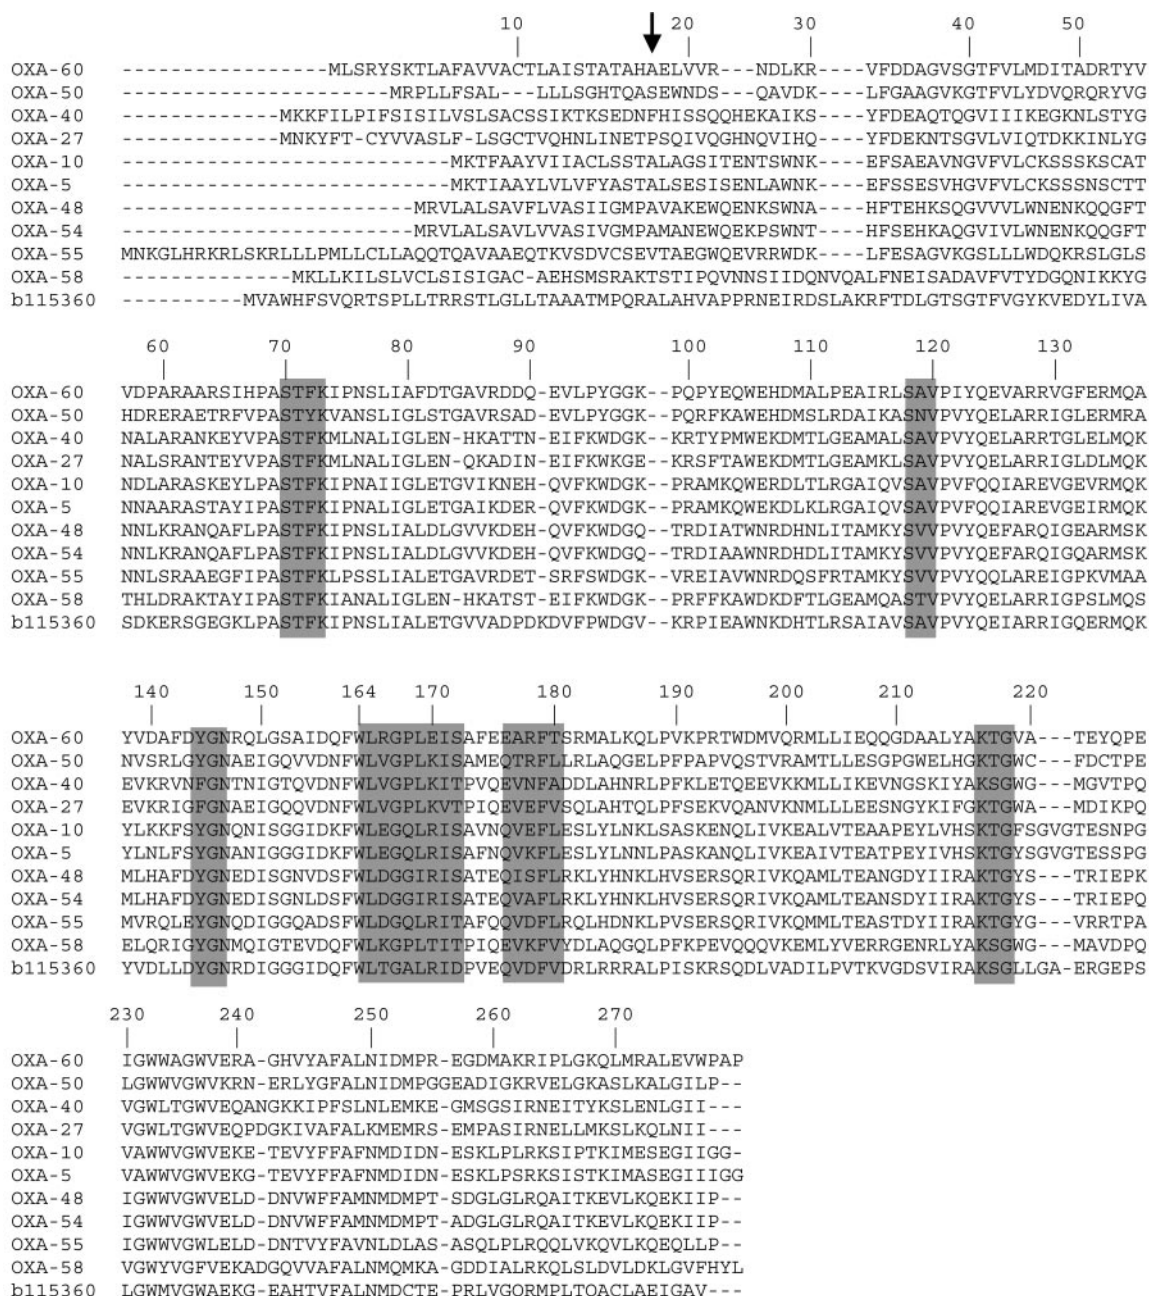 10 20 30 40 50
OXA-60 -----------------MLSRYSKTLAFAVVACTLAISTATAHAELVVR---NDLKR----VFDDAGVSGTFVLMDITADRTYV
OXA-50 ----------------------MRPLLFSAL---LLLSGHTQASEWNDS---QAVDK----LFGAAGVKGTFVLYDVQRQRYVG
OXA-40 -------------MKKFILPIFSISILVSLSACSSIKTKSEDNFHISSQQHEKAIKS----YFDEAQTQGVIIIKEGKNLSTYG
OXA-27 -------------MNKYFT-CYVVASLF-LSGCTVQHNLINETPSQIVQGHNQVIHQ----YFDEKNTSGVLVIQTDKKINLYG
OXA-10 ---------------------------MKTFAAYVIIACLSSTALAGSITENTSWNK----EFSAEAVNGVFVLCKSSSKSCAT
OXA-5 ---------------------------MKTIAAYLVLVFYASTALSESISENLAWNK----EFSSESVHGVFVLCKSSSNSCTT
OXA-48 ------------------------MRVLALSAVFLVASIIGMPAVAKEWQENKSWNA----HFTEHKSQGVVVLWNENKQQGFT
OXA-54 ------------------------MRVLALSAVLVVASIVGMPAMANEWQEKPSWNT----HFSEHKAQGVIVLWNENKQQGFT
OXA-55 MNKGLHRKRLSKRLLLPMLLCLLAQQTQAVAAEQTKVSDVCSEVTAEGWQEVRRWDK----LFESAGVKGSLLLWDQKRSLGLS
OXA-58 --------------MKLLKILSLVCLSISIGAC-AEHSMSRAKTSTIPQVNNSIIDQNVQALFNEISADAVFVTYDGQNIKKYG
b115360 ----------MVAWHFSVQRTSPLLTRRSTLGLLTAAATMPQRALAHVAPPRNEIRDSLAKRFTDLGTSGTFVGYKVEDYLIVA
60 70 80 90 100 110 120 130
OXA-60 VDPARAARSIHPASTFKIPNSLIAFDTGAVRDDQ-EVLPYGGK--PQPYEQWEHDMALPEAIRLSAVPIYQEVARRVGFERMQA
OXA-50 HDRERAETRFVPASTYKVANSLIGLSTGAVRSAD-EVLPYGGK--PQRFKAWEHDMSLRDAIKASNVPVYQELARRIGLERMRA
OXA-40 NALARANKEYVPASTFKMLNALIGLEN-HKATTN-EIFKWDGK--KRTYPMWEKDMTLGEAMALSAVPVYQELARRTGLELMQK
OXA-27 NALSRANTEYVPASTFKMLNALIGLEN-QKADIN-EIFKWKGE--KRSFTAWEKDMTLGEAMKLSAVPVYQELARRIGLDLMQK
OXA-10 NDLARASKEYLPASTFKIPNAIIGLETGVIKNEH-QVFKWDGK--PRAMKQWERDLTLRGAIQVSAVPVFQQIAREVGEVRMQK
OXA-5 NNAARASTAYIPASTFKIPNALIGLETGAIKDER-QVFKWDGK--PRAMKQWEKDLKLRGAIQVSAVPVFQQIAREVGEIRMQK
OXA-48 NNLKRANQAFLPASTFKIPNSLIALDLGVVKDEH-QVFKWDGQ--TRDIATWNRDHNLITAMKYSVVPVYQEFARQIGEARMSK
OXA-54 NNLKRANQAFLPASTFKIPNSLIALDLGVVKDEH-QVFKWDGQ--TRDIAAWNRDHDLITAMKYSVVPVYQEFARQIGQARMSK
OXA-55 NNLSRAAEGFIPASTFKLPSSLIALETGAVRDET-SRFSWDGK--VREIAVWNRDQSFRTAMKYSVVPVYQQLAREIGPKVMAA
OXA-58 THLDRAKTAYIPASTFKIANALIGLEN-HKATST-EIFKWDGK--PRFFKAWDKDFTLGEAMQASTVPVYQELARRIGPSLMQS
b115360 SDKERSGEGKLPASTFKIPNSLIALETGVVADPDKDVFPWDGV--KRPIEAWNKDHTLRSAIAVSAVPVYQEIARRIGQERMQK
140 150 164 170 180 190 200 210 220
OXA-60 YVDAFDYGNRQLGSAIDQFWLRGPLEISAFEEARFTSRMALKQLPVKPRTWDMVQRMLLIEQQGDAALYAKTGVA---TEYQPE
OXA-50 NVSRLGYGNAEIGQVVDNFWLVGPLKISAMEQTRFLLRLAQGELPFPAPVQSTVRAMTLLESGPGWELHGKTGWC---FDCTPE
OXA-40 EVKRVNFGNTNIGTQVDNFWLVGPLKITPVQEVNFADDLAHNRLPFKLETQEEVKKMLLIKEVNGSKIYAKSGWG---MGVTPQ
OXA-27 EVKRIGFGNAEIGQQVDNFWLVGPLKVTPIQEVEFVSQLAHTQLPFSEKVQANVKNMLLLEESNGYKIFGKTGWA---MDIKPQ
OXA-10 YLKKFSYGNQNISGGIDKFWLEGQLRISAVNQVEFLESLYLNKLSASKENQLIVKEALVTEAAPEYLVHSKTGFSGVGTESNPG
OXA-5 YLNLFSYGNANIGGGIDKFWLEGQLRISAFNQVKFLESLYLNNLPASKANQLIVKEAIVTEATPEYIVHSKTGYSGVGTESSPG
OXA-48 MLHAFDYGNEDISGNVDSFWLDGGIRISATEQISFLRKLYHNKLHVSERSQRIVKQAMLTEANGDYIIRAKTGYS---TRIEPK
OXA-54 MLHAFDYGNEDISGNLDSFWLDGGIRISATEQVAFLRKLYHNKLHVSERSQRIVKQAMLTEANSDYIIRAKTGYS---TRIEPQ
OXA-55 MVRQLEYGNQDIGGQADSFWLDGQLRITAFQQVDFLRQLHDNKLPVSERSQRIVKQMMLTEASTDYIIRAKTGYG---VRRTPA
OXA-58 ELQRIGYGNMQIGTEVDQFWLKGPLTITPIQEVKFVYDLAQGQLPFKPEVQQQVKEMLYVERRGENRLYAKSGWG---MAVDPQ
b115360 YVDLLDYGNRDIGGGIDQFWLTGALRIDPVEQVDFVDRLRRRALPISKRSQDLVADILPVTKVGDSVIRAKSGLLGA-ERGEPS
230 240 250 260 270
OXA-60 IGWWAGWVERA-GHVYAFALNIDMPR-EGDMAKRIPLGKQLMRALEVWPAP
OXA-50 LGWWVGWVKRN-ERLYGFALNIDMPGGEADIGKRVELGKASLKALGILP--
OXA-40 VGWLTGWVEQANGKKIPFSLNLEMKE-GMSGSIRNEITYKSLENLGII---
OXA-27 VGWLTGWVEQPDGKIVAFALKMEMRS-EMPASIRNELLMKSLKQLNII---
OXA-10 VAWWVGWVEKE-TEVYFFAFNMDIDN-ESKLPLRKSIPTKIMESEGIIGG-
OXA-5 VAWWVGWVEKG-TEVYFFAFNMDIDN-ESKLPSRKSISTKIMASEGIIIGG
OXA-48 IGWWVGWVELD-DNVWFFAMNMDMPT-SDGLGLRQAITKEVLKQEKIIP--
OXA-54 IGWWVGWVELD-DNVWFFAMNMDMPT-ADGLGLRQAITKEVLKQEKIIP--
OXA-55 IGWWVGWLELD-DNTVYFAVNLDLAS-ASQLPLRQQLVKQVLKQEQLLP--
OXA-58 VGWYVGFVEKADGQVVAFALNMQMKA-GDDIALRKQLSLDVLDKLGVFHYL
b115360 LGWMVGWAEKG-EAHTVFALNMDCTE-PRLVGQRMPLTQACLAEIGAV---